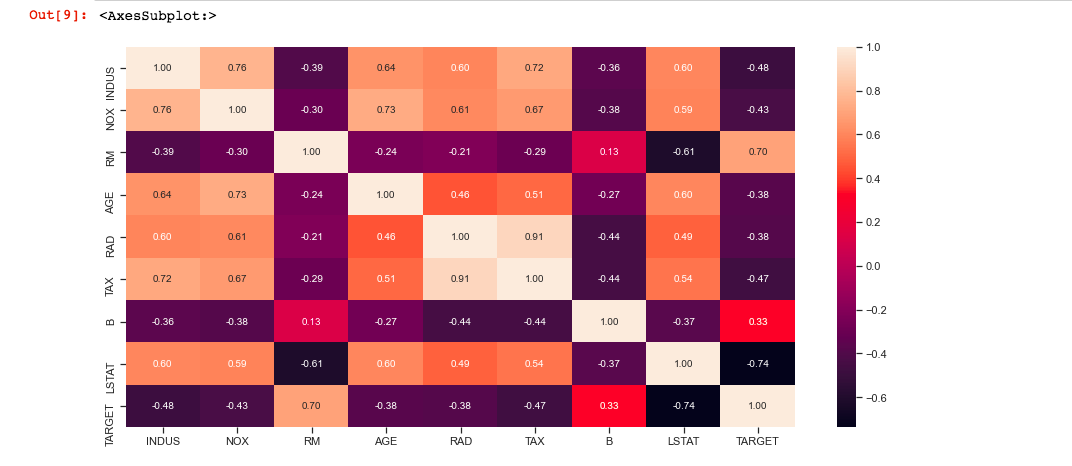 Out[9]: <AxesSubplot:>
1.0
INDUS 1.00 0.76 -0.39 0.64 0.60 0.72 -0.36 0.60 -0.48
0.8
NOX 0.76 1.00 -0.30 0.73 0.61 0.67 -0.38 0.59 -0.43
0.6
RM -0.39 -0.30 1.00 -0.24 -0.21 -0.29 0.13 -0.61 0.70
0.4
AGE 0.64 0.73 -0.24 1.00 0.46 0.51 -0.27 0.60 -0.38
0.2
RAD 0.60 0.61 -0.21 0.46 1.00 0.91 -0.44 0.49 -0.38
0.0
TAX 0.72 0.67 -0.29 0.51 0.91 1.00 -0.44 0.54 -0.47
−0.2
B -0.36 -0.38 0.13 -0.27 -0.44 -0.44 1.00 -0.37 0.33
−0.4
LSTAT 0.60 0.59 -0.61 0.60 0.49 0.54 -0.37 1.00 -0.74
−0.6
TARGET -0.48 -0.43 0.70 -0.38 -0.38 -0.47 0.33 -0.74 1.00
INDUS NOX RM AGE RAD TAX B LSTAT TARGET